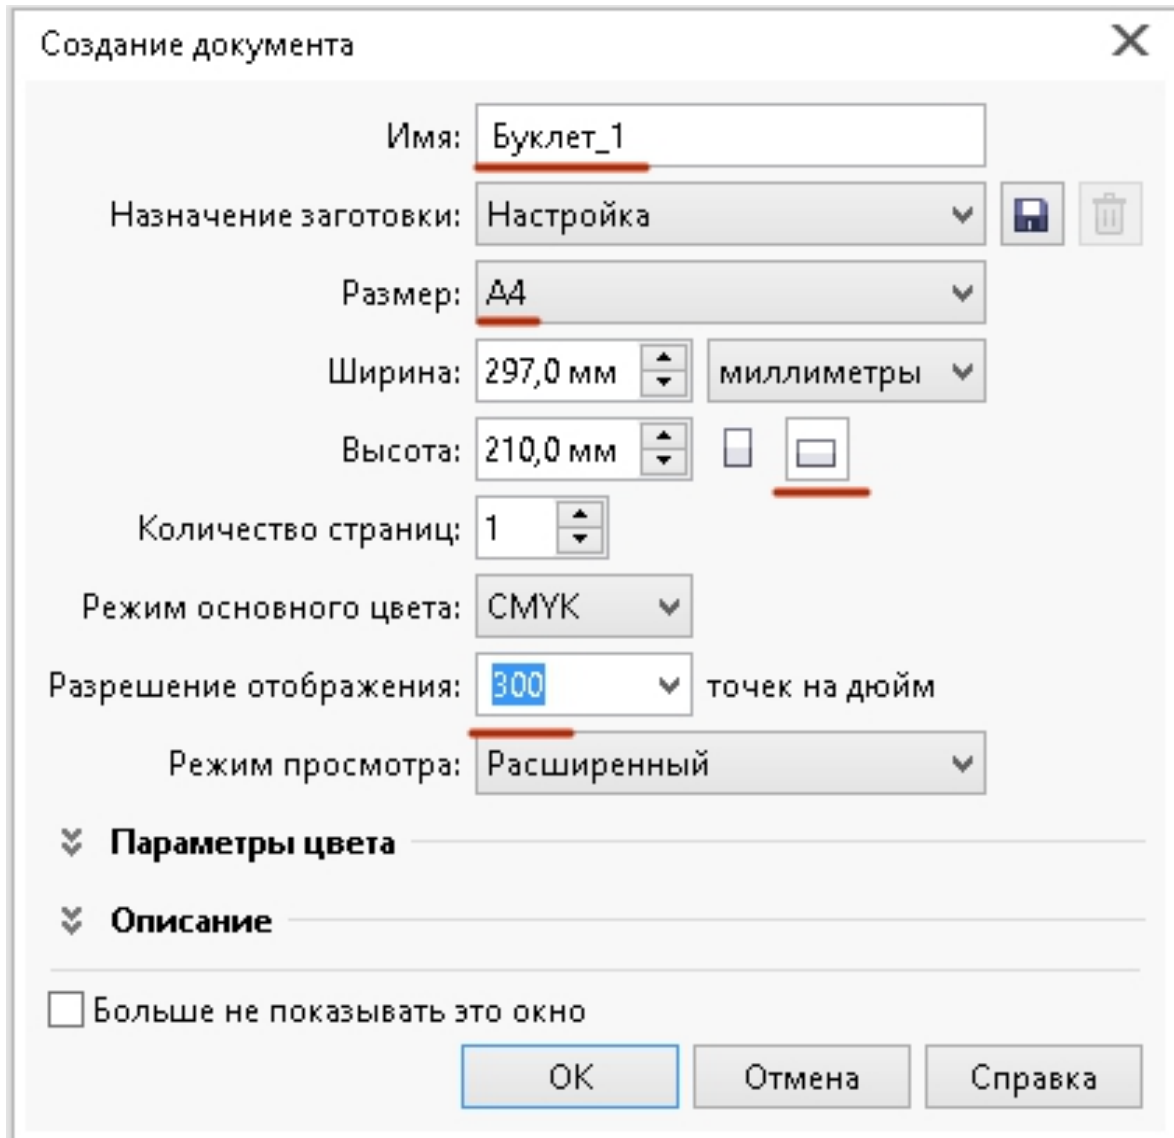 Создание документа
Имя: Буклет_1
Назначение заготовки: Настройка
Размер: A4
Ширина: 297,0 мм миллиметры
Высота: 210,0 мм
Количество страниц: 1
Режим основного цвета: CMYK
Разрешение отображения: 300 точек на дюйм
Режим просмотра: Расширенный
Параметры цвета
Описание
Больше не показывать это окно
OK Отмена Справка